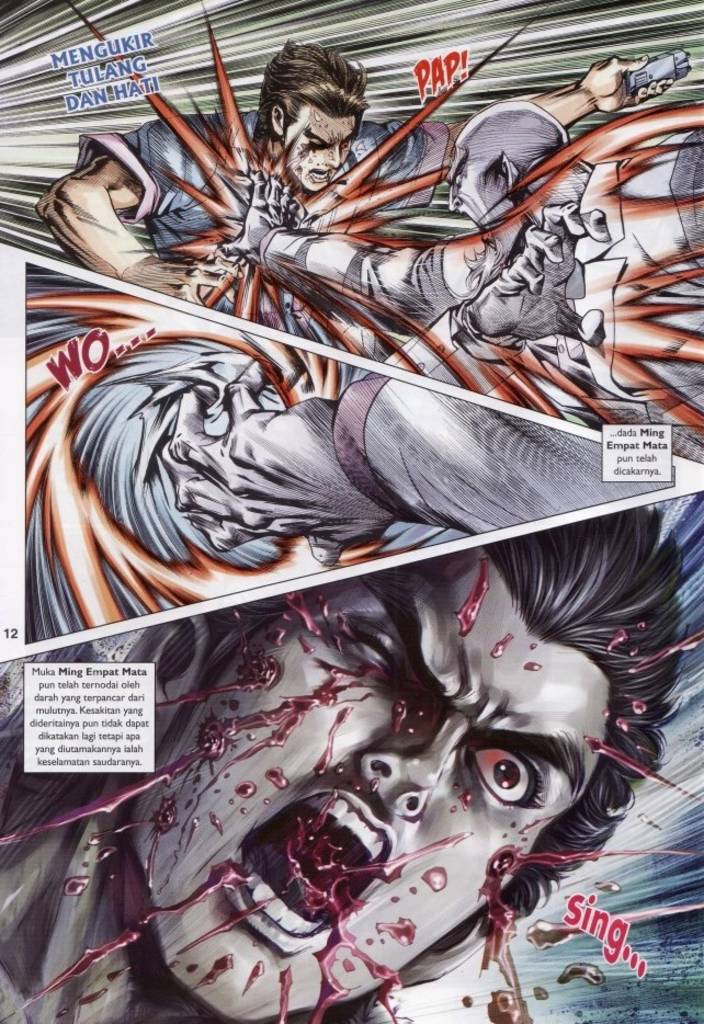 MENGUKIR
TULANG
DAN HATI
PAP!
WO....
...dada Ming
Empat Mata
pun telah
dicakarnya.
12
Muka Ming Empat Mata
pun telah ternodai oleh
darah yang terpancar dari
mulutnya. Kesakitan yang
dideritainya pun tidak dapat
dikatakan lagi tetapi apa
yang diutamakannya ialah
keselamatan saudaranya.
sing...